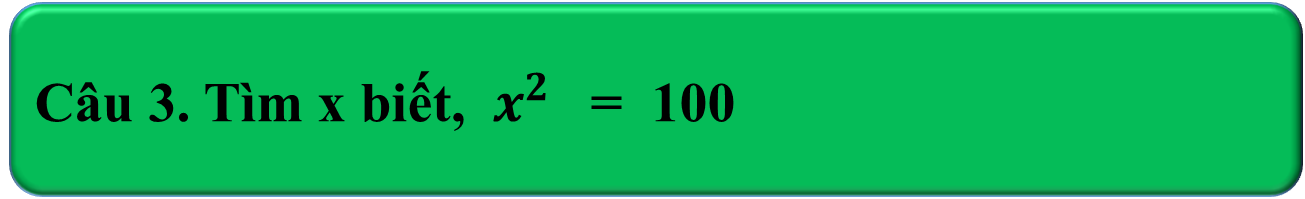 Câu 3. Tìm x biết, x² = 100